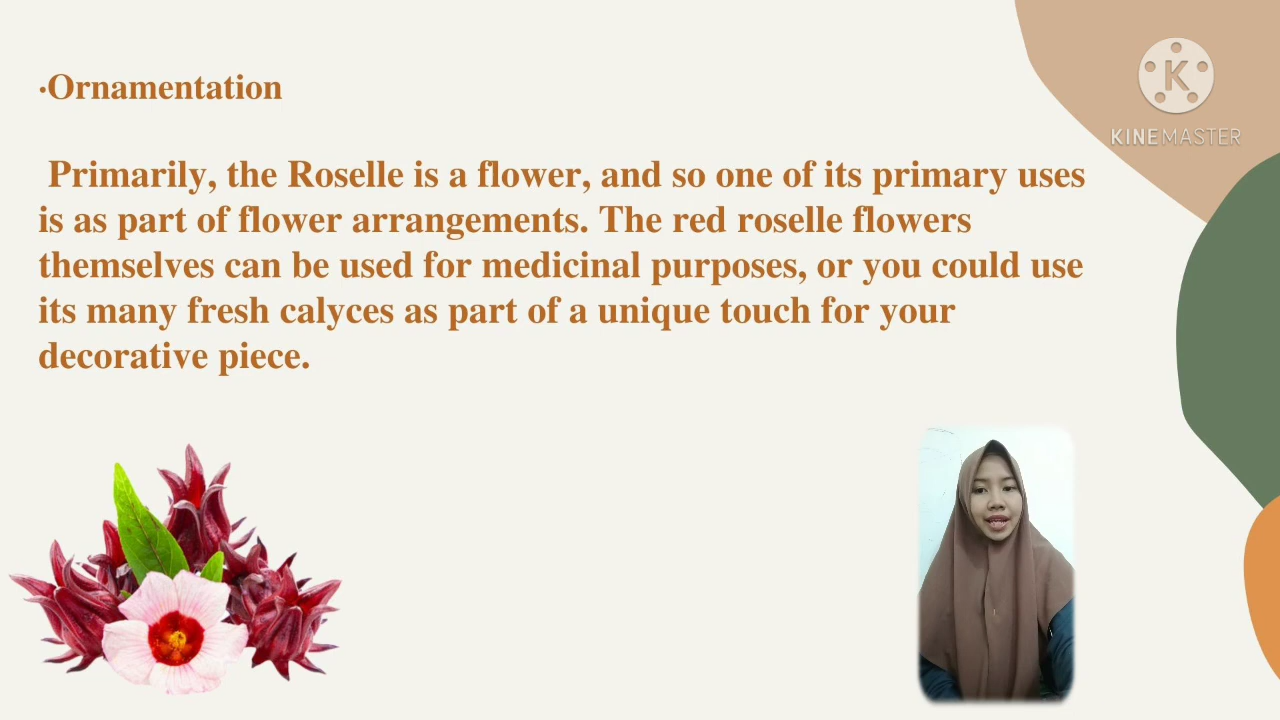 ·Ornamentation
Primarily, the Roselle is a flower, and so one of its primary uses
is as part of flower arrangements. The red roselle flowers
themselves can be used for medicinal purposes, or you could use
its many fresh calyces as part of a unique touch for your
decorative piece.
K
KINEMASTER